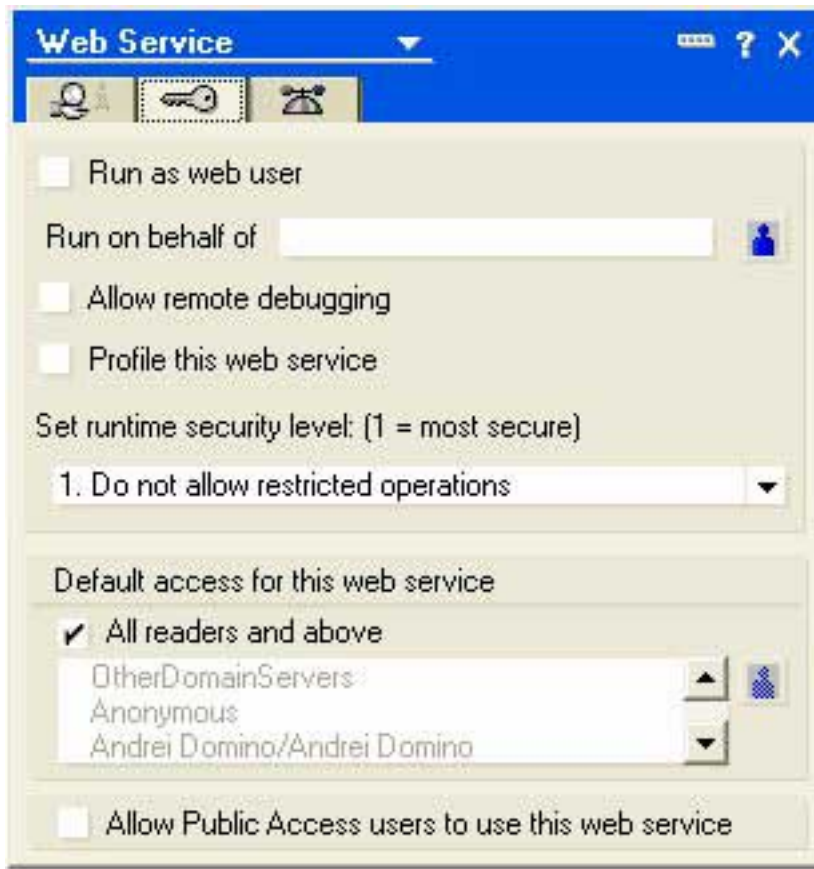 Web Service
? X
Run as web user
Run on behalf of
Allow remote debugging
Profile this web service
Set runtime security level: (1 = most secure)
1. Do not allow restricted operations
Default access for this web service
All readers and above
OtherDomainServers
Anonymous
Andrei Domino/Andrei Domino
Allow Public Access users to use this web service